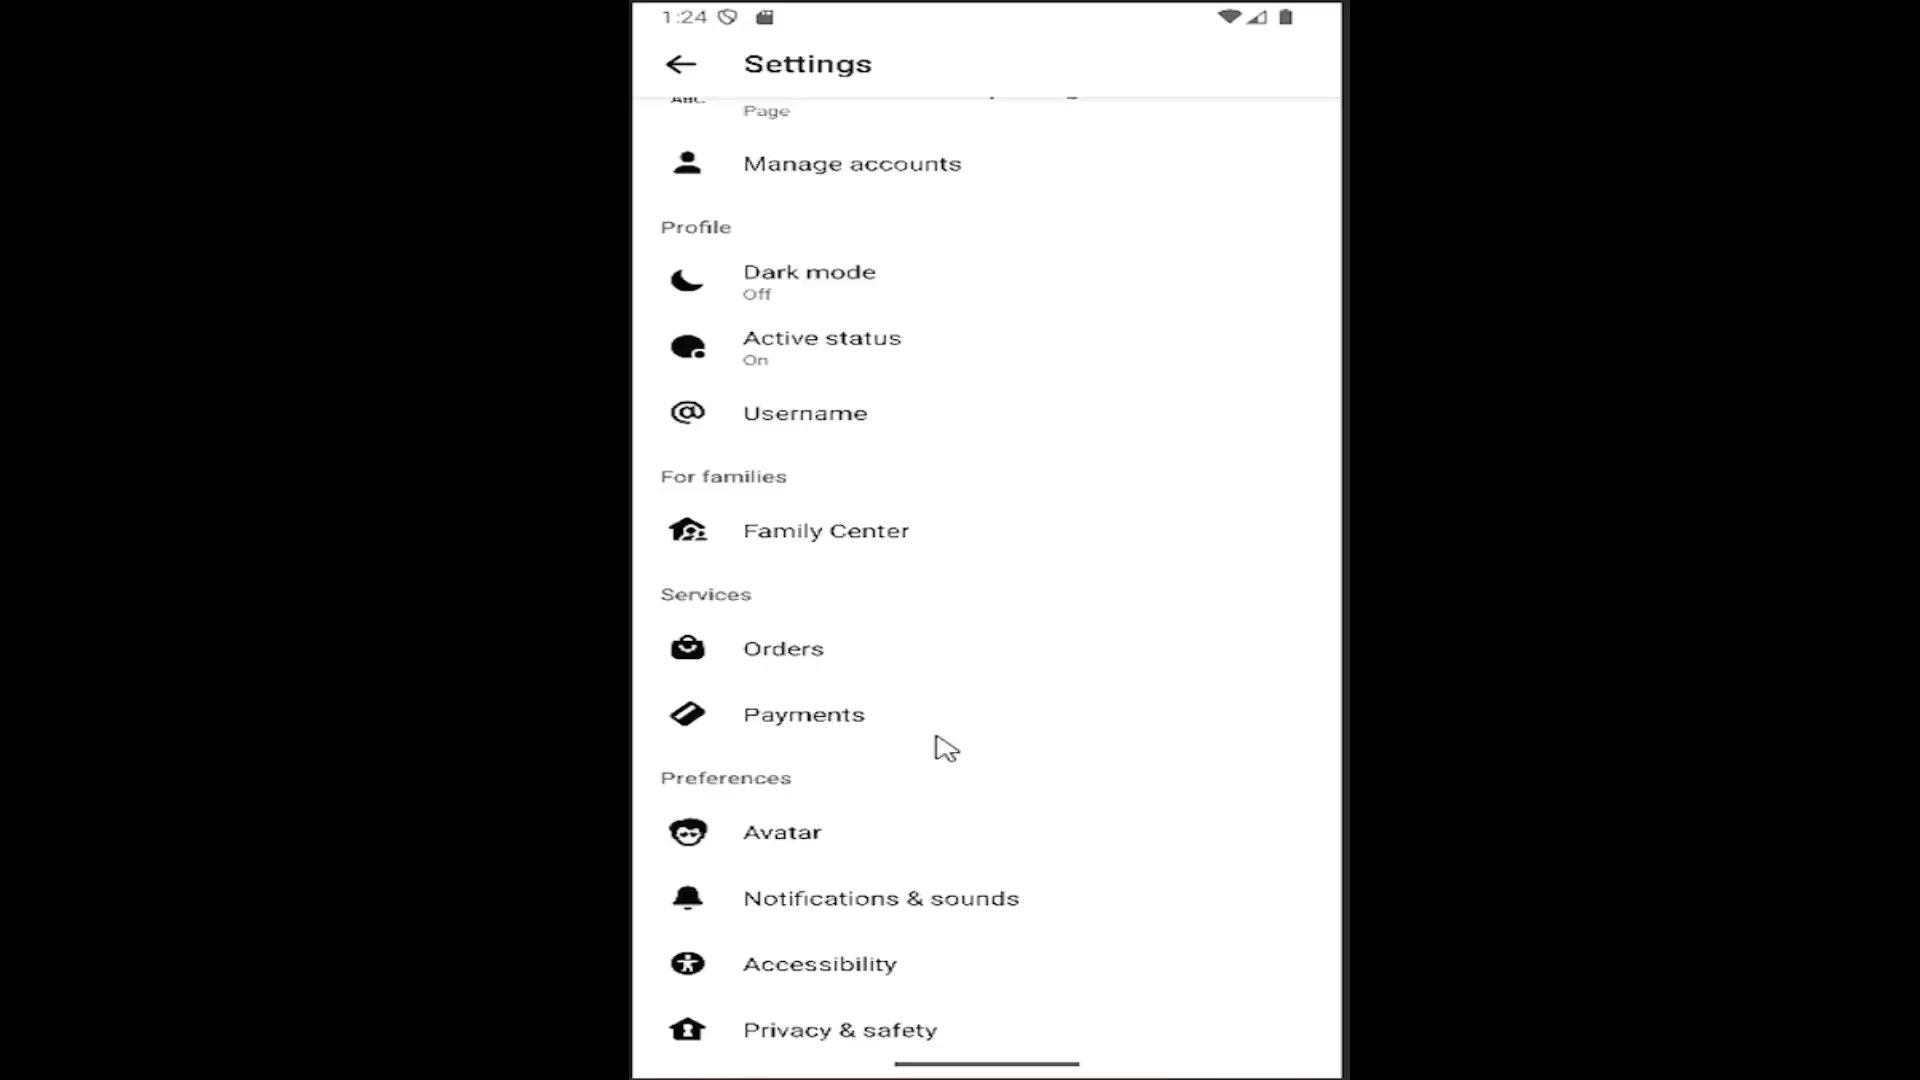 1:24
Settings
Page
Manage accounts
Profile
Dark mode
Off
Active status
On
Username
For families
Family Center
Services
Orders
Payments
Preferences
Avatar
Notifications & sounds
Accessibility
Privacy & safety